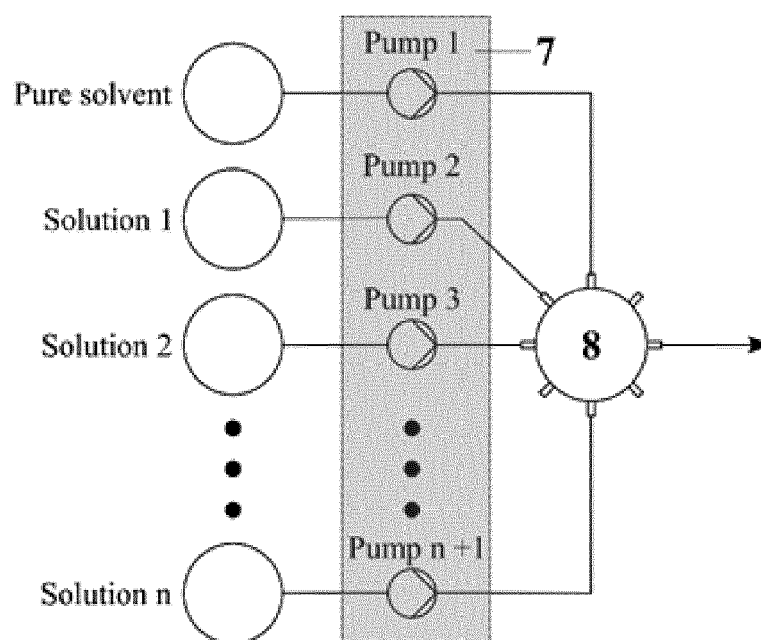 Pump 1
7
Pure solvent
Pump 2
Solution 1
Pump 3
Solution 2
8
Pump n +1
Solution n